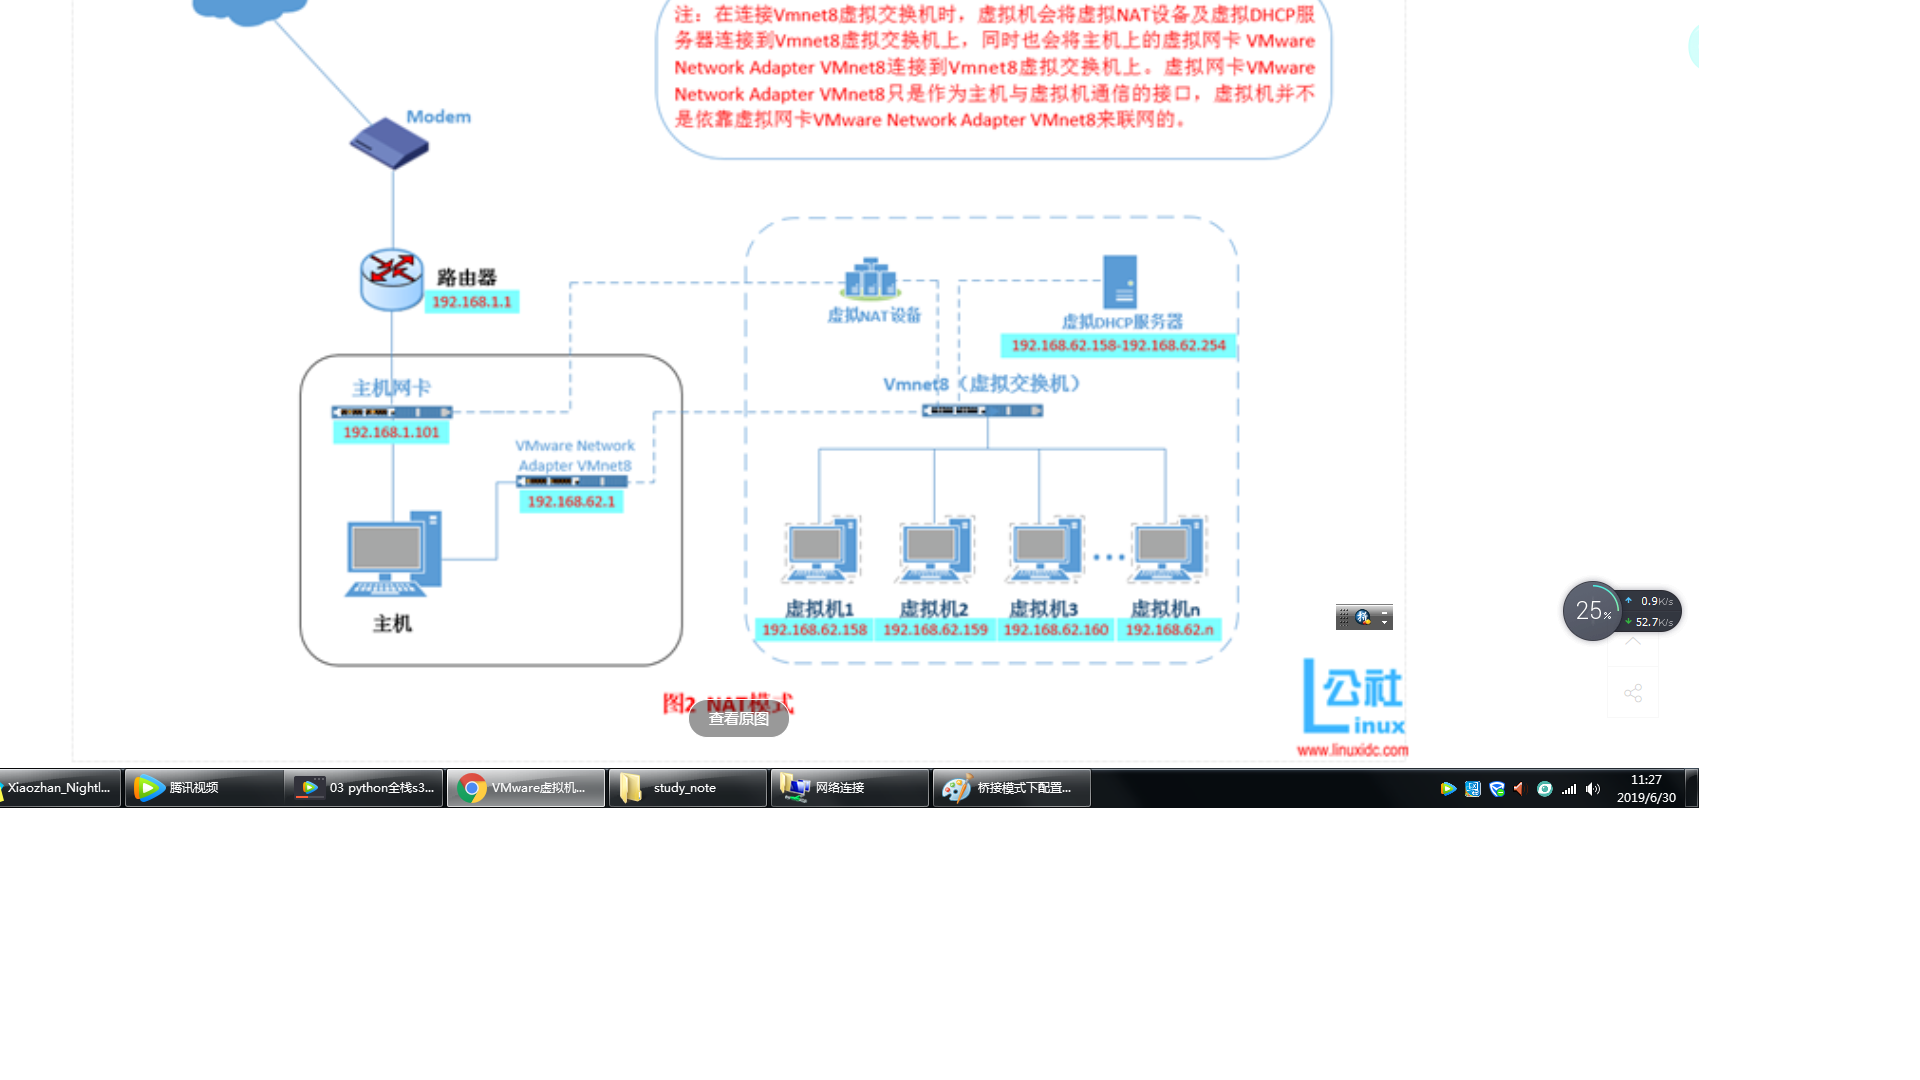 注：在连接Vmnet8虚拟交换机时，虚拟机会将虚拟NAT设备及虚拟DHCP服
务器连接到Vmnet8虚拟交换机上，同时也会将主机上的虚拟网卡 VMware
Network Adapter VMnet8连接到Vmnet8虚拟交换机上。虚拟网卡VMware
Network Adapter VMnet8只是作为主机与虚拟机通信的接口，虚拟机并不
是依靠虚拟网卡VMware Network Adapter VMnet8来联网的。
Modem
路由器
192.168.1.1
虚拟NAT设备
虚拟DHCP服务器
192.168.62.158-192.168.62.254
主机网卡
192.168.1.101
Vmnet8（虚拟交换机）
VMware Network
Adapter VMnet8
192.168.62.1
主机
虚拟机1
192.168.62.158
虚拟机2
192.168.62.159
虚拟机3
192.168.62.160
虚拟机n
192.168.62.n
图2 NAT模式
查看原图
公社
Linux
www.linuxidc.com
25%
0.9K/s
52.7K/s
Xiaozhan_Nightl...
腾讯视频
03 python全栈s3...
VMware虚拟机...
study_note
网络连接
桥接模式下配置...
11:27
2019/6/30